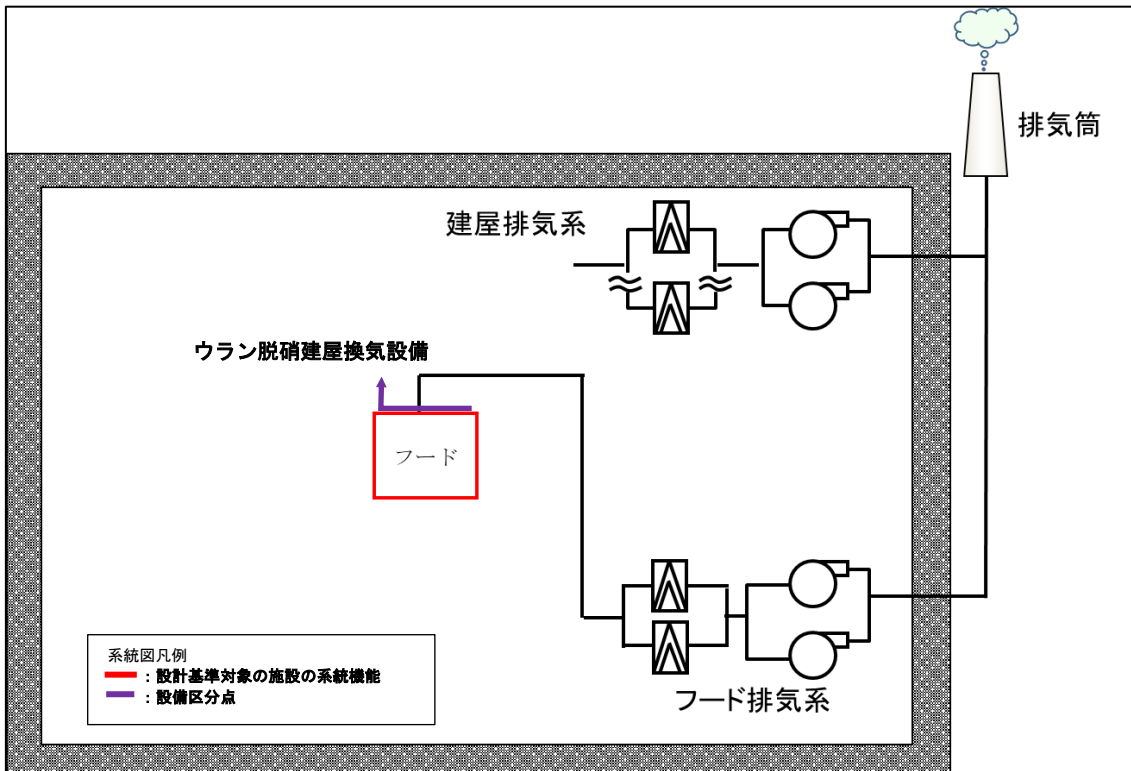 排気筒
建屋排気系
ウラン脱硝建屋換気設備
フード
フード排気系
系統図凡例
：設計基準対象の施設の系統機能
：設備区分点